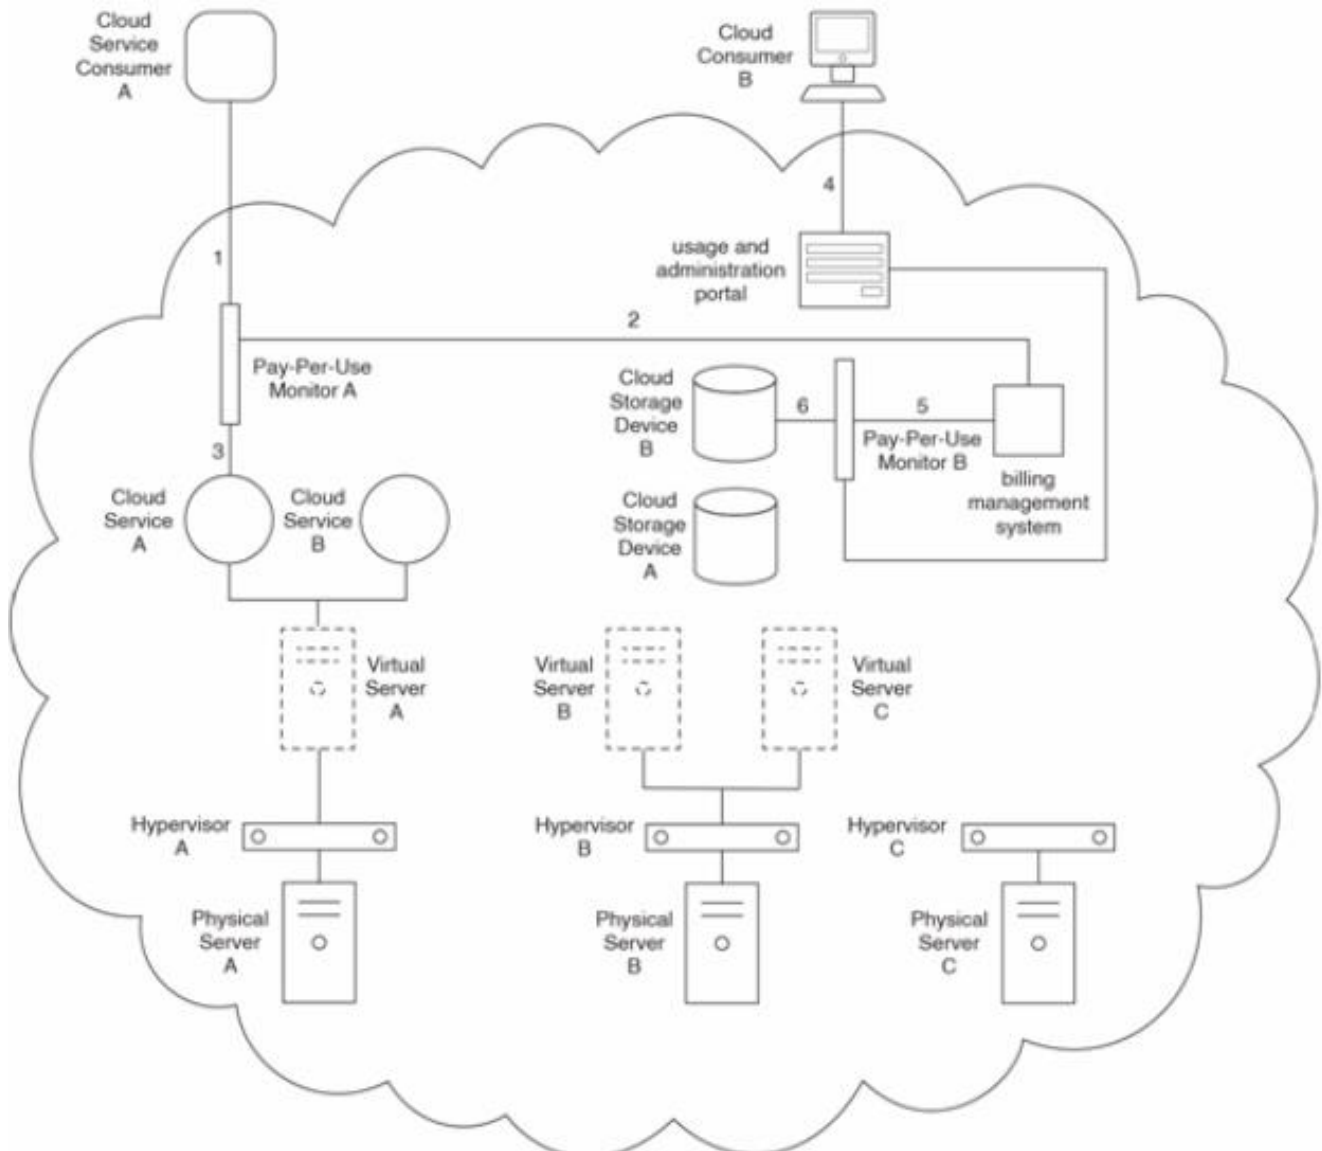 Cloud
Service
Consumer
A
Cloud
Consumer
B
4
usage and
administration
portal
1
2
Pay-Per-Use
Monitor A
Cloud
Storage
Device
B
6
5
Pay-Per-Use
Monitor B
billing
management
system
3
Cloud
Service
A
Cloud
Service
B
Cloud
Storage
Device
A
Virtual
Server
A
Virtual
Server
B
Virtual
Server
C
Hypervisor
A
Hypervisor
B
Hypervisor
C
Physical
Server
A
Physical
Server
B
Physical
Server
C